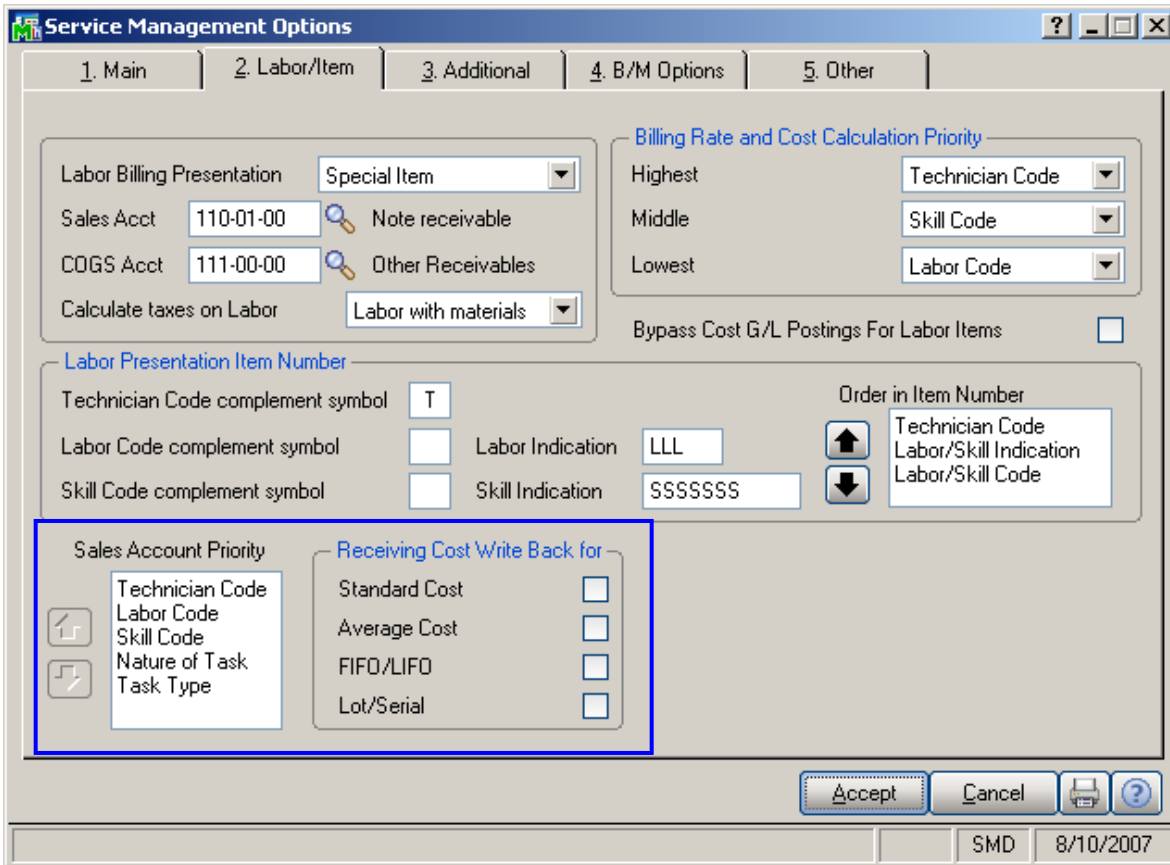 Service Management Options
1. Main
2. Labor/Item
3. Additional
4. B/M Options
5. Other
Labor Billing Presentation Special Item
Sales Acct 110-01-00 Note receivable
COGS Acct 111-00-00 Other Receivables
Calculate taxes on Labor Labor with materials
Billing Rate and Cost Calculation Priority
Highest Technician Code
Middle Skill Code
Lowest Labor Code
Bypass Cost G/L Postings For Labor Items
Labor Presentation Item Number
Technician Code complement symbol T
Labor Code complement symbol Labor Indication LLL
Skill Code complement symbol Skill Indication SSSSSSS
Order in Item Number
Technician Code
Labor/Skill Indication
Labor/Skill Code
Sales Account Priority
Technician Code
Labor Code
Skill Code
Nature of Task
Task Type
Receiving Cost Write Back for
Standard Cost
Average Cost
FIFO/LIFO
Lot/Serial
Accept Cancel
SMD 8/10/2007